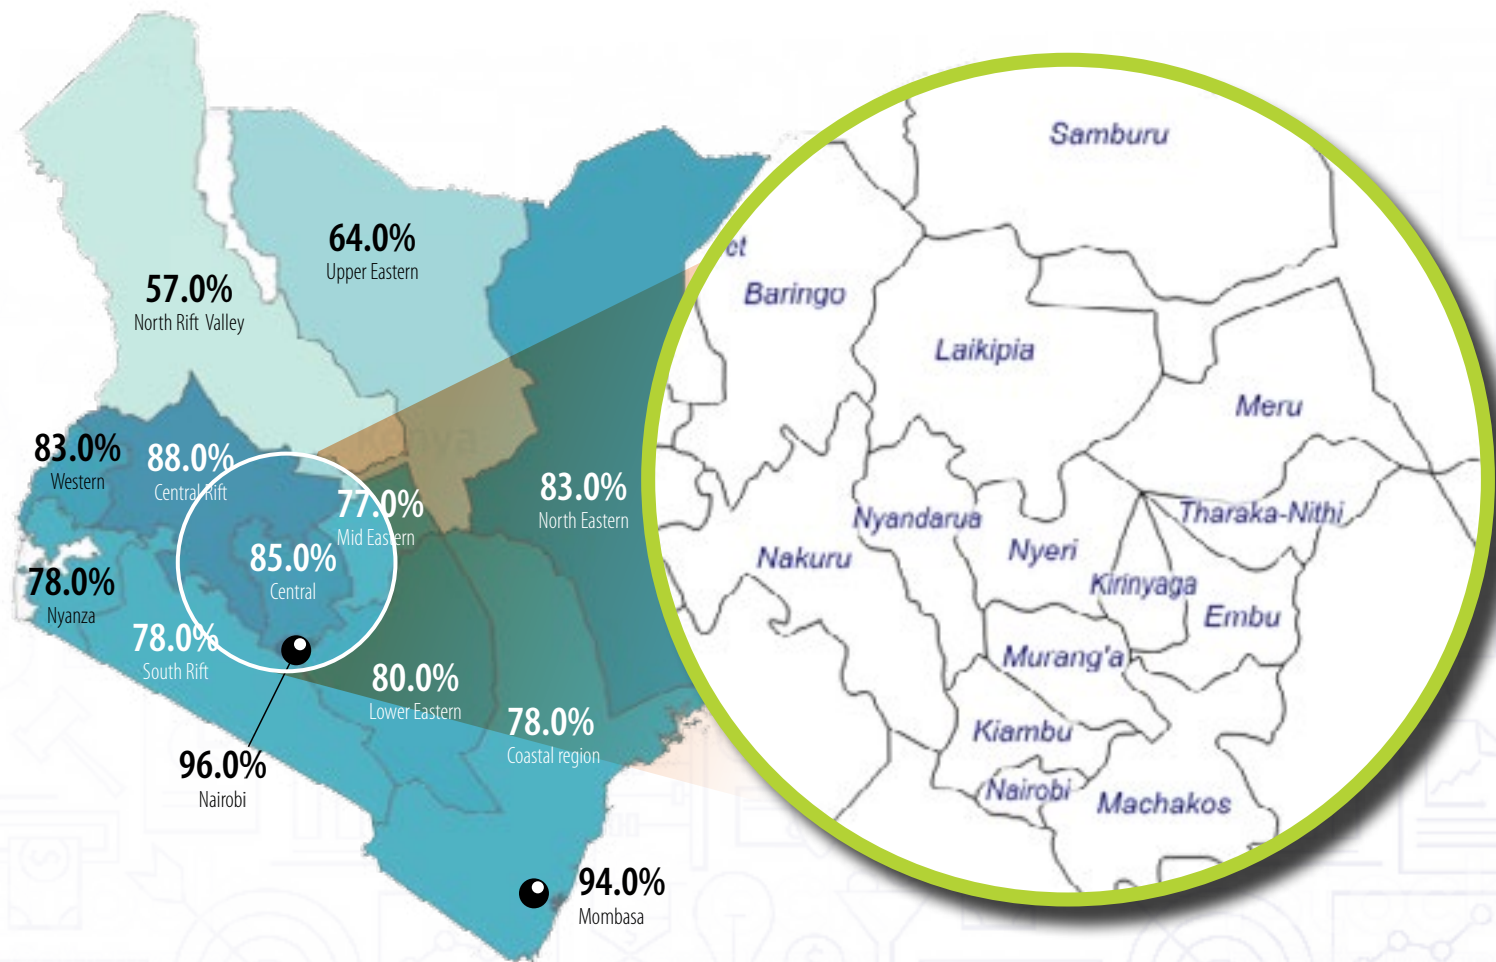 64.0%
Upper Eastern
57.0%
North Rift Valley
83.0%
Western
88.0%
Central Rift
77.0%
Mid Eastern
83.0%
North Eastern
85.0%
Central
78.0%
Nyanza
78.0%
South Rift
80.0%
Lower Eastern
78.0%
Coastal region
96.0%
Nairobi
94.0%
Mombasa
Kenya
Samburu
et
Baringo
Laikipia
Meru
Nyandarua
Tharaka-Nithi
Nakuru
Nyeri
Kirinyaga
Embu
Murang'a
Kiambu
Nairobi
Machakos